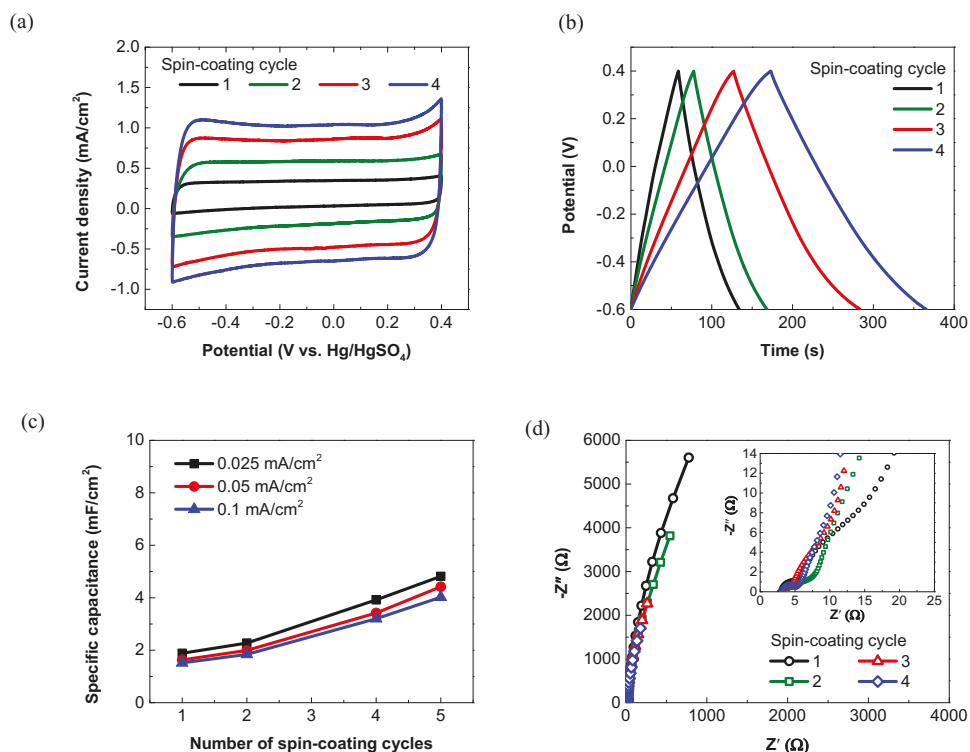 (a)
2.0
1.5
1.0
0.5
0.0
-0.5
-1.0
Current density (mA/cm²)
Spin-coating cycle
1 2 3 4
-0.6 -0.4 -0.2 0.0 0.2 0.4
Potential (V vs. Hg/HgSO₄)
(b)
0.4
0.0
-0.2
-0.4
-0.6
Potential (V)
Spin-coating cycle
1
2
3
4
0 100 200 300 400
Time (s)
(c)
10
8
6
4
2
0
Specific capacitance (mF/cm²)
0.025 mA/cm²
0.05 mA/cm²
0.1 mA/cm²
1 2 3 4 5
Number of spin-coating cycles
(d)
6000
5000
4000
3000
2000
1000
0
-Z″ (Ω)
14
12
10
8
6
4
2
0
-Z″ (Ω)
0 5 10 15 20 25
Z′ (Ω)
Spin-coating cycle
1 3
2 4
0 1000 2000 3000 4000
Z′ (Ω)